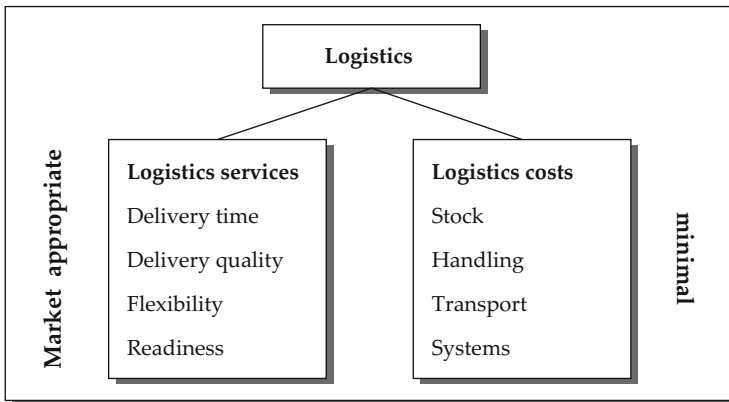 Logistics
Market appropriate
Logistics services
Delivery time
Delivery quality
Flexibility
Readiness
Logistics costs
Stock
Handling
Transport
Systems
minimal